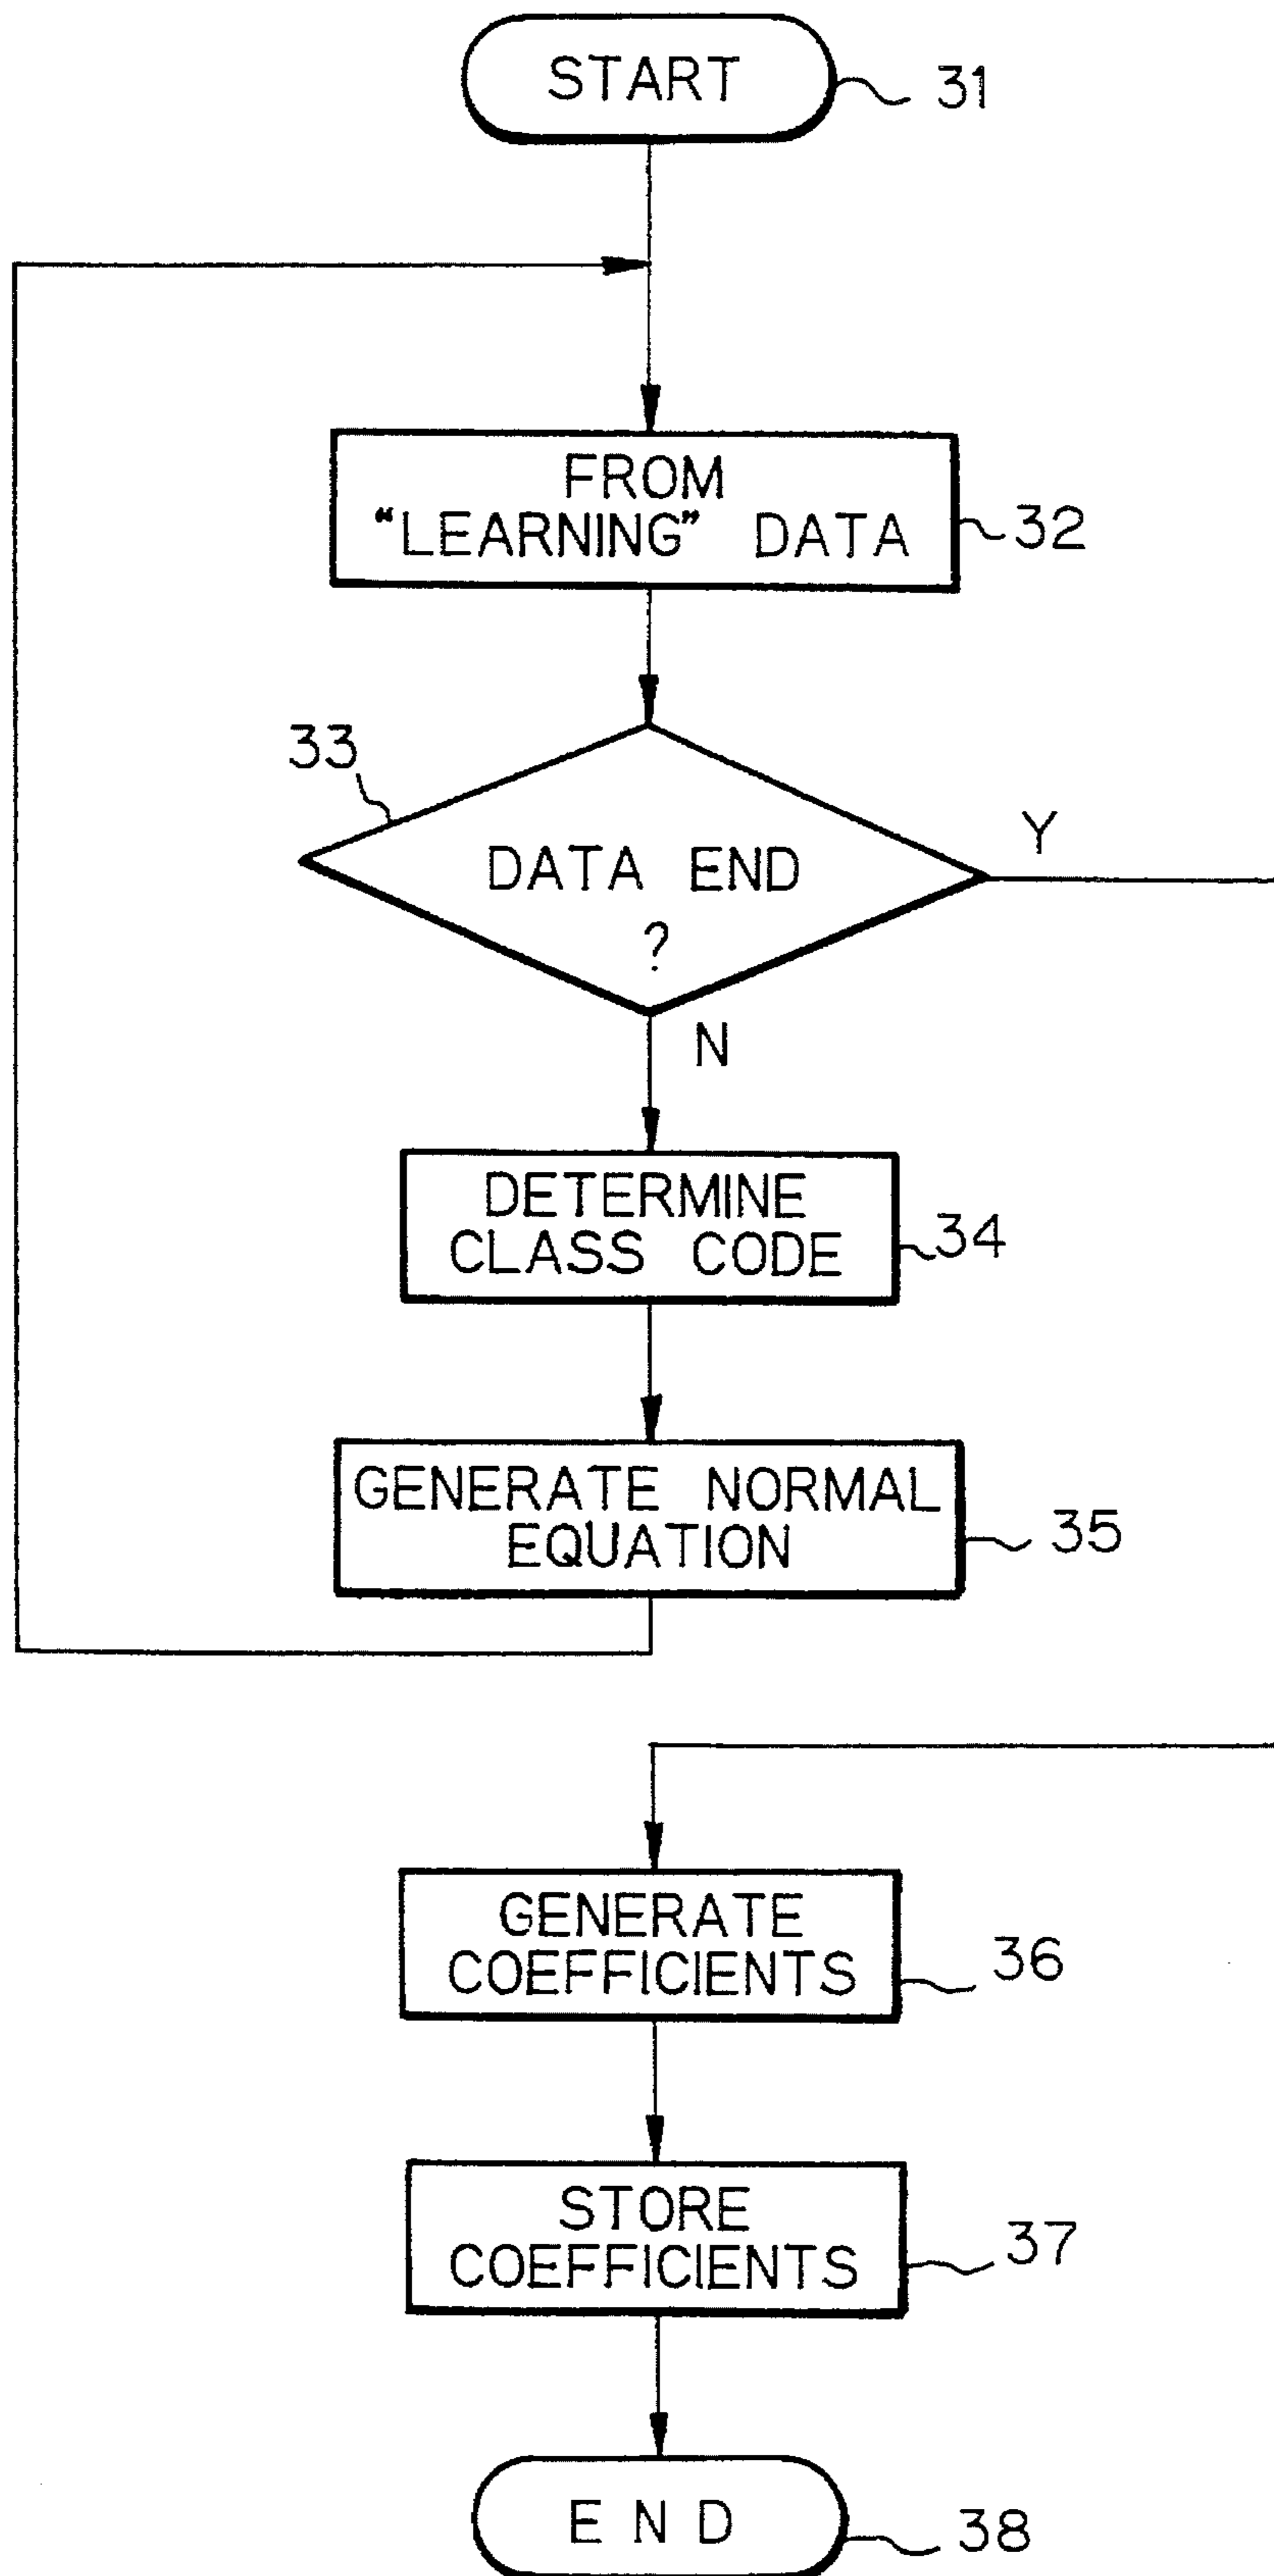 START
31
FROM
“LEARNING” DATA
32
33
DATA END
?
Y
N
DETERMINE
CLASS CODE
34
GENERATE NORMAL
EQUATION
35
GENERATE
COEFFICIENTS
36
STORE
COEFFICIENTS
37
END
38